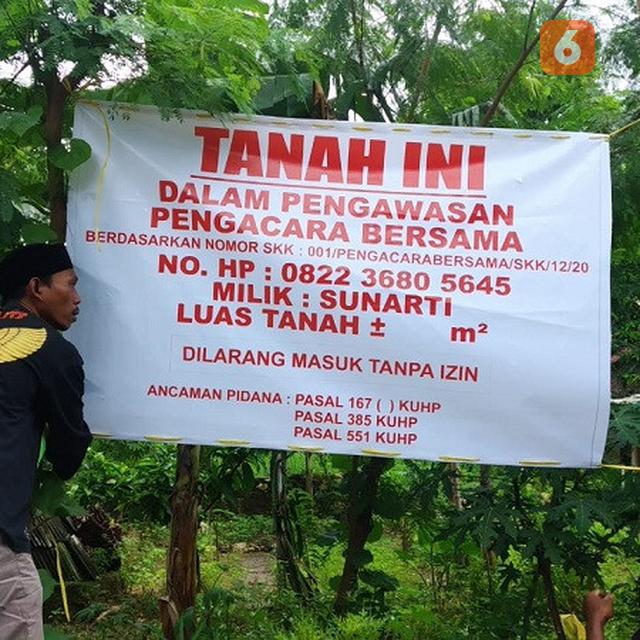 6
TANAH INI
DALAM PENGAWASAN
PENGACARA BERSAMA
BERDASARKAN NOMOR SKK : 001/PENGACARABERSAMA/SKK/12/20
NO. HP : 0822 3680 5645
MILIK : SUNARTI
LUAS TANAH ± m²
DILARANG MASUK TANPA IZIN
ANCAMAN PIDANA : PASAL 167 ( ) KUHP
PASAL 385 KUHP
PASAL 551 KUHP